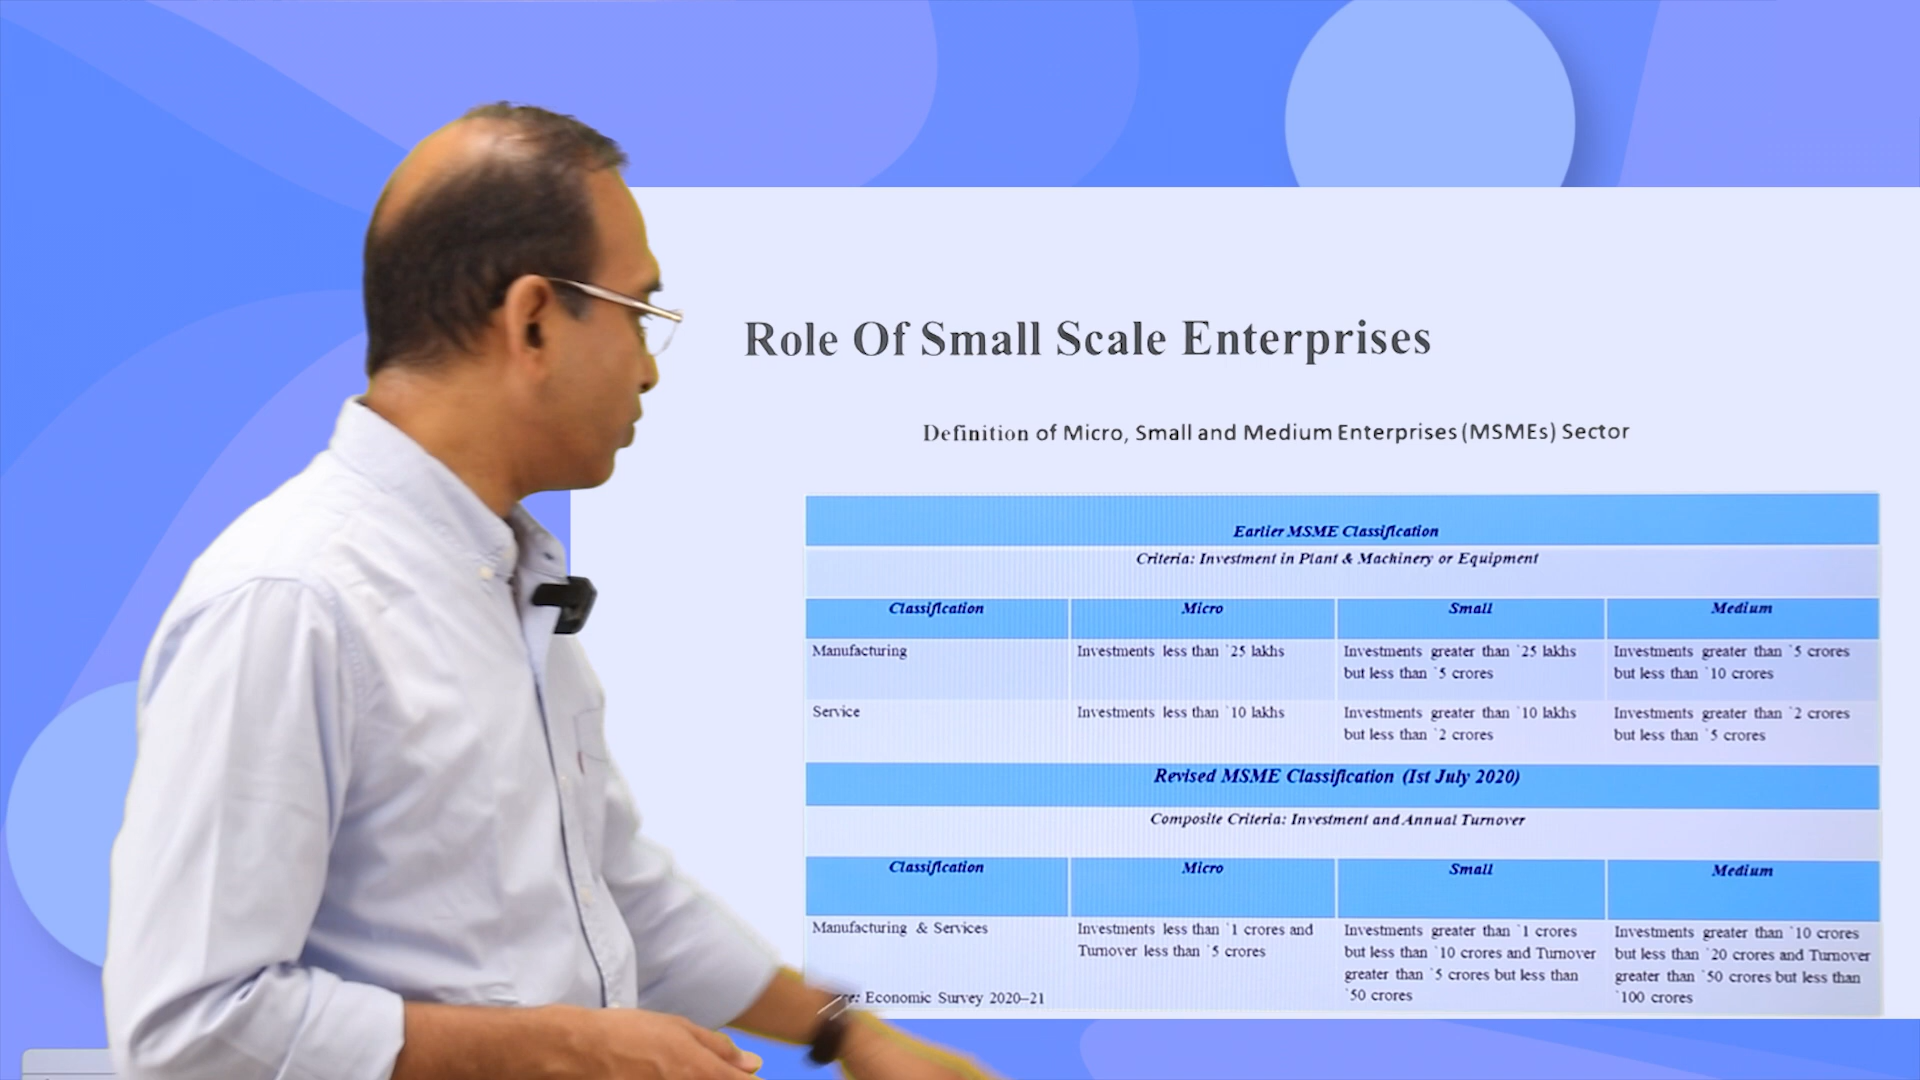 Role Of Small Scale Enterprises
Definition of Micro, Small and Medium Enterprises (MSMEs) Sector
Earlier MSME Classification
Criteria: Investment in Plant & Machinery or Equipment
Classification Micro Small Medium
Manufacturing
Investments less than `25 lakhs
Investments greater than `25 lakhs
but less than `5 crores
Investments greater than `5 crores
but less than `10 crores
Service
Investments less than `10 lakhs
Investments greater than `10 lakhs
but less than `2 crores
Investments greater than `2 crores
but less than `5 crores
Revised MSME Classification (Ist July 2020)
Composite Criteria: Investment and Annual Turnover
Classification Micro Small Medium
Manufacturing & Services
Investments less than `1 crores and
Turnover less than `5 crores
Investments greater than `1 crores
but less than `10 crores and Turnover
greater than `5 crores but less than
`50 crores
Investments greater than `10 crores
but less than `20 crores and Turnover
greater than `50 crores but less than
`100 crores
Economic Survey 2020–21